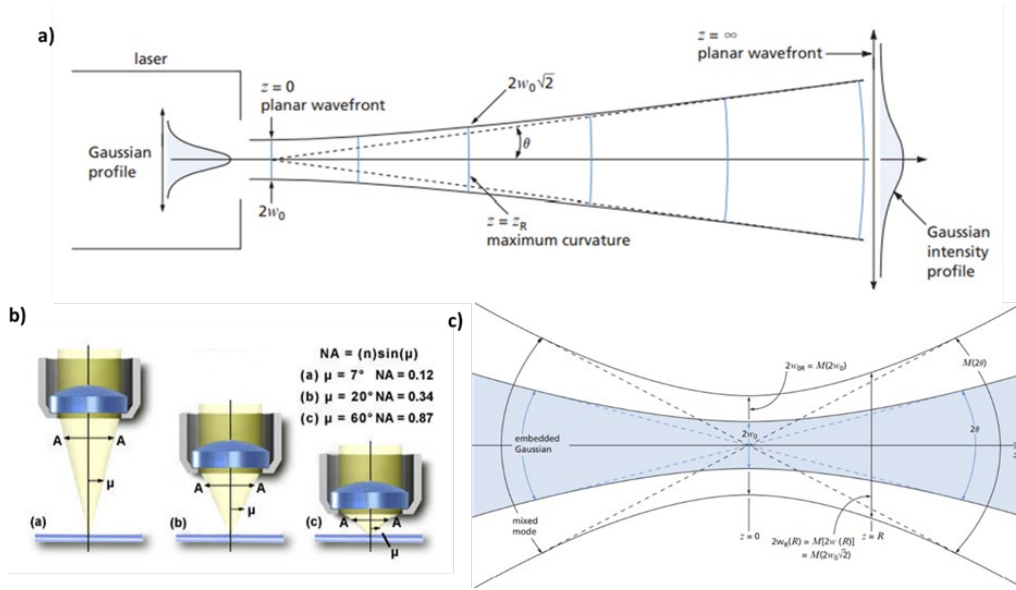 a)
laser
z = 0
planar wavefront
2w₀√2
z = ∞
planar wavefront
Gaussian
profile
θ
2w₀
z = zR
maximum curvature
Gaussian
intensity
profile
b)
NA = (n)sin(μ)
(a) μ = 7° NA = 0.12
(b) μ = 20° NA = 0.34
(c) μ = 60° NA = 0.87
A A
μ
(a)
A A
μ
(b)
A A
μ
(c)
c)
2w₀R = M(2w₀)
M(2θ)
embedded
Gaussian
2w₀
2θ
mixed
mode
z = 0
z = R
2wR(R) = M[2w (R)]
= M(2w₀√2)